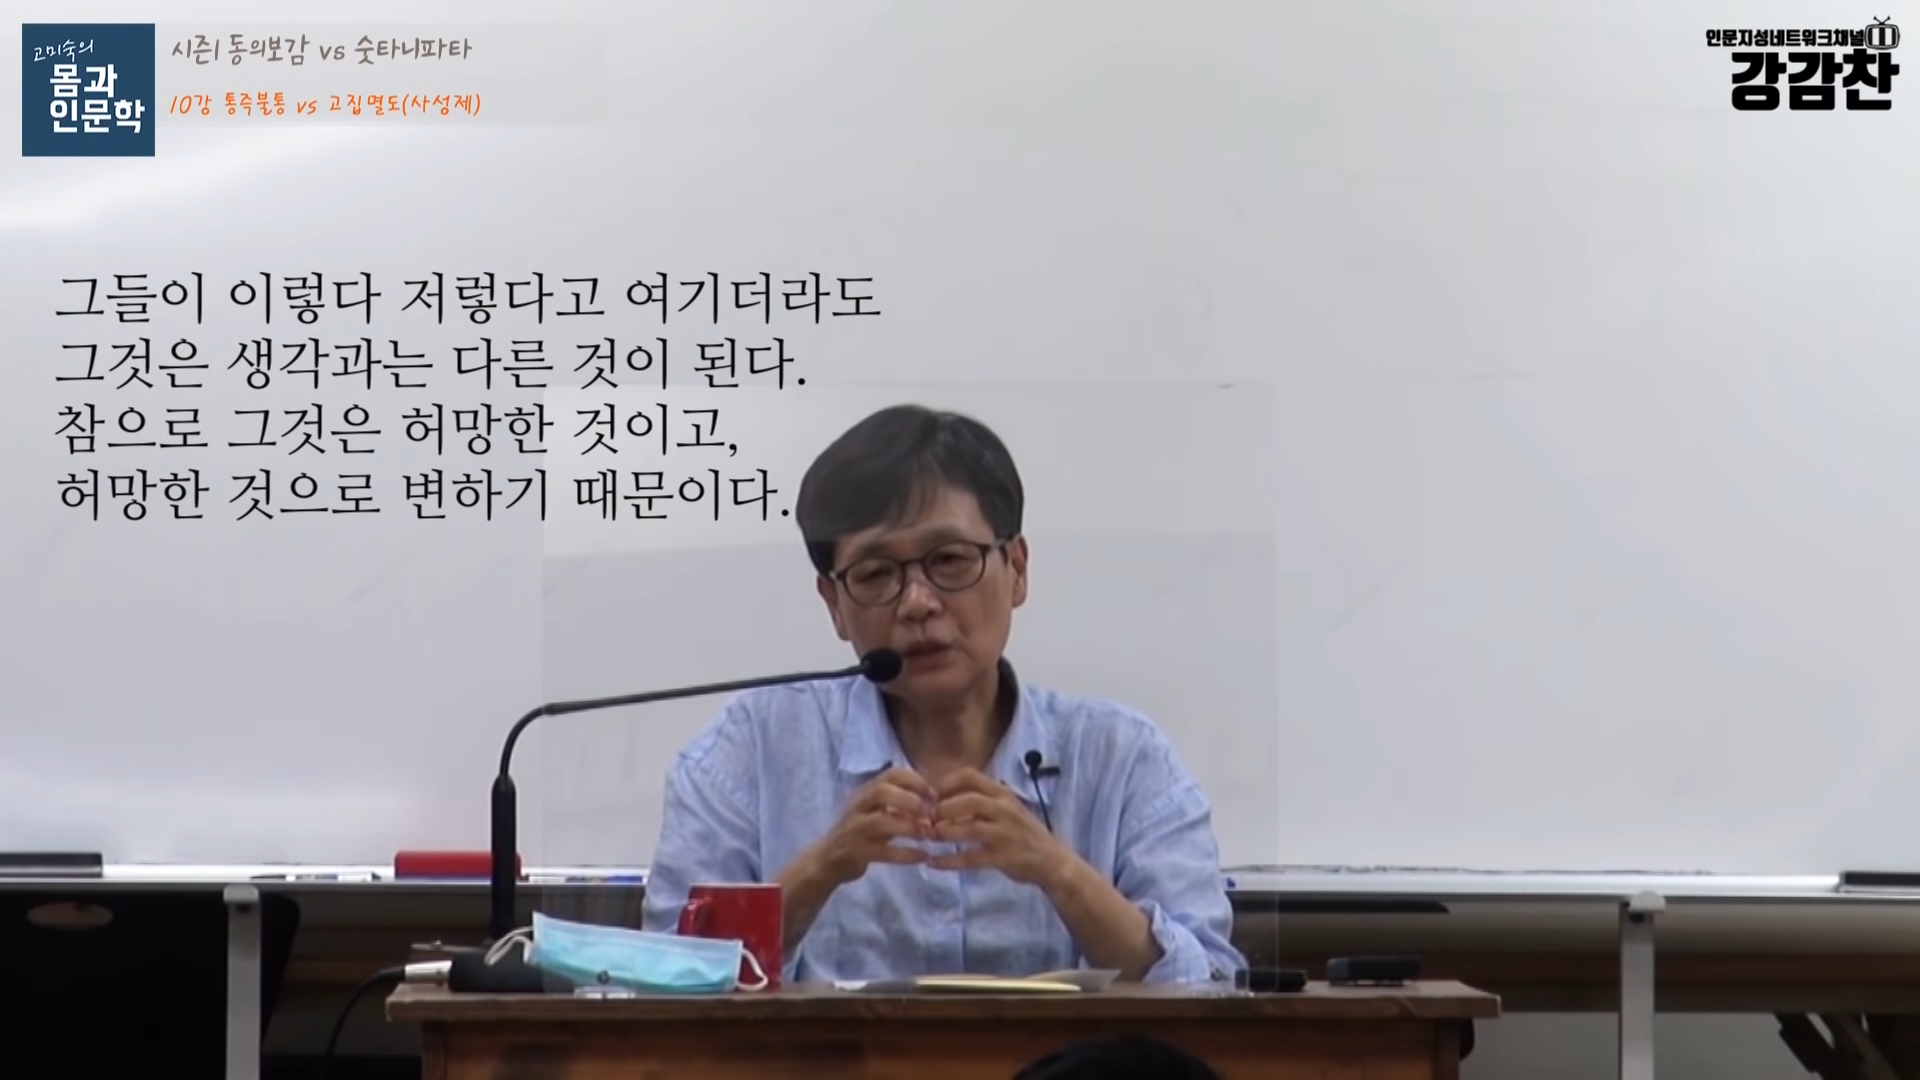 고미숙의
몸과
인문학
시즌1 동의보감 vs 숫타니파타
10강 통즉불통 vs 고집멸도(사성제)
인문지성네트워크채널
강감찬
그들이 이렇다 저렇다고 여기더라도
그것은 생각과는 다른 것이 된다.
참으로 그것은 허망한 것이고,
허망한 것으로 변하기 때문이다.